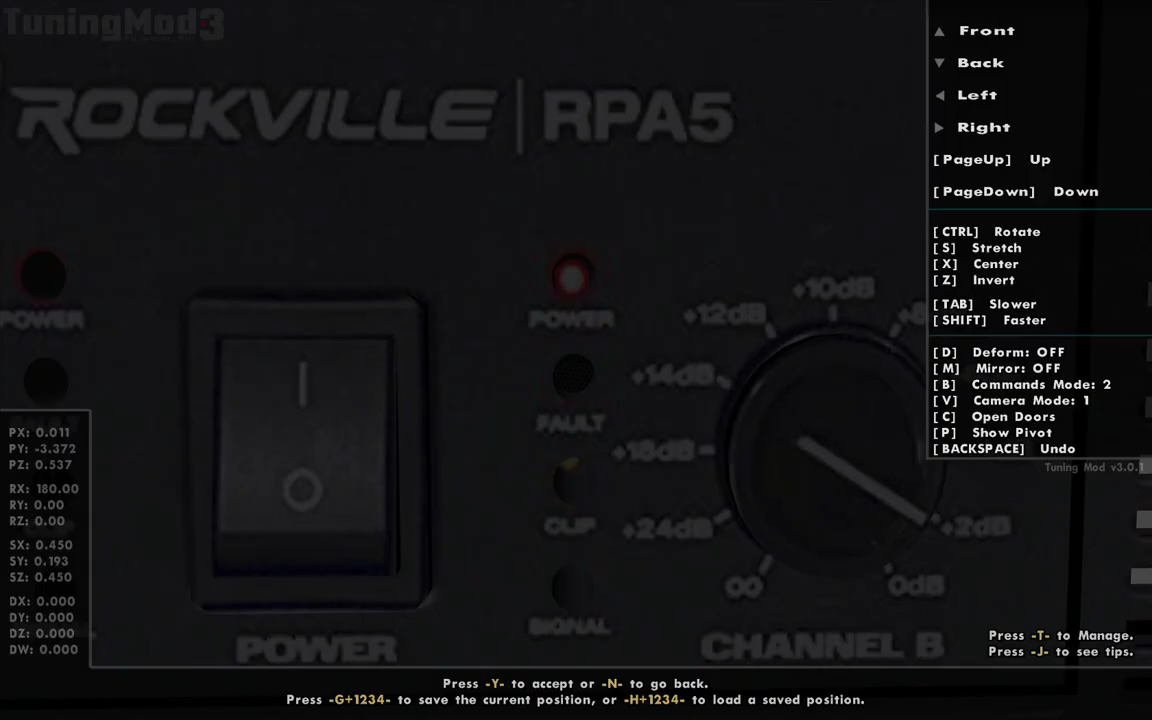 TuningMod3
ROCKVILLE | RPA5
POWER
POWER
FAULT
CLIP
SIGNAL
POWER
+10dB
+12dB
+8
+14dB
+18dB
+24dB
+2dB
00
0dB
CHANNEL B
▲ Front
▼ Back
◀ Left
▶ Right
[PageUp] Up
[PageDown] Down
[CTRL] Rotate
[S] Stretch
[X] Center
[Z] Invert
[TAB] Slower
[SHIFT] Faster
[D] Deform: OFF
[M] Mirror: OFF
[B] Commands Mode: 2
[V] Camera Mode: 1
[C] Open Doors
[P] Show Pivot
[BACKSPACE] Undo
Tuning Mod v3.0.1
PX: 0.011
PY: -3.372
PZ: 0.537
RX: 180.00
RY: 0.00
RZ: 0.00
SX: 0.450
SY: 0.193
SZ: 0.450
DX: 0.000
DY: 0.000
DZ: 0.000
DW: 0.000
Press -T- to Manage.
Press -J- to see tips.
Press -Y- to accept or -N- to go back.
Press -G+1234- to save the current position, or -H+1234- to load a saved position.